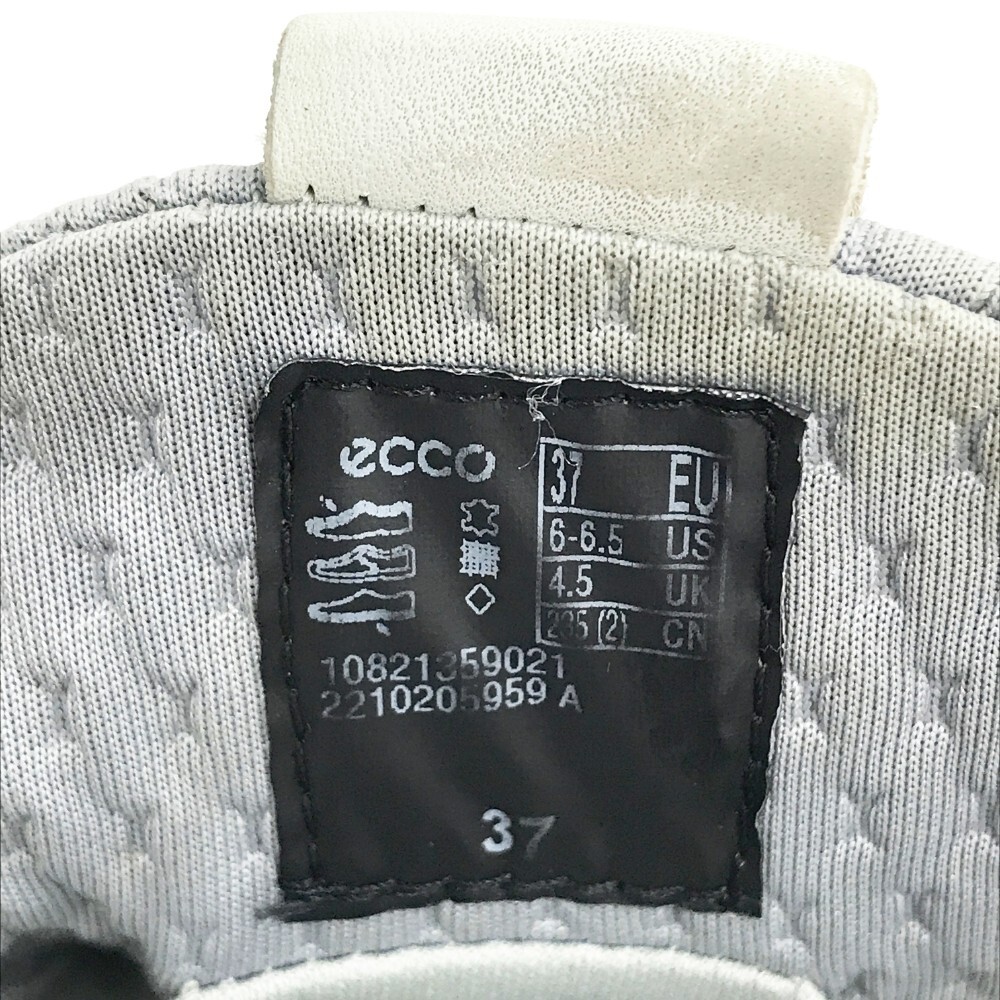 ecco
37 EU
6-6.5 US
4.5 UK
235 (2) CN
10821359021
2210205959 A
37